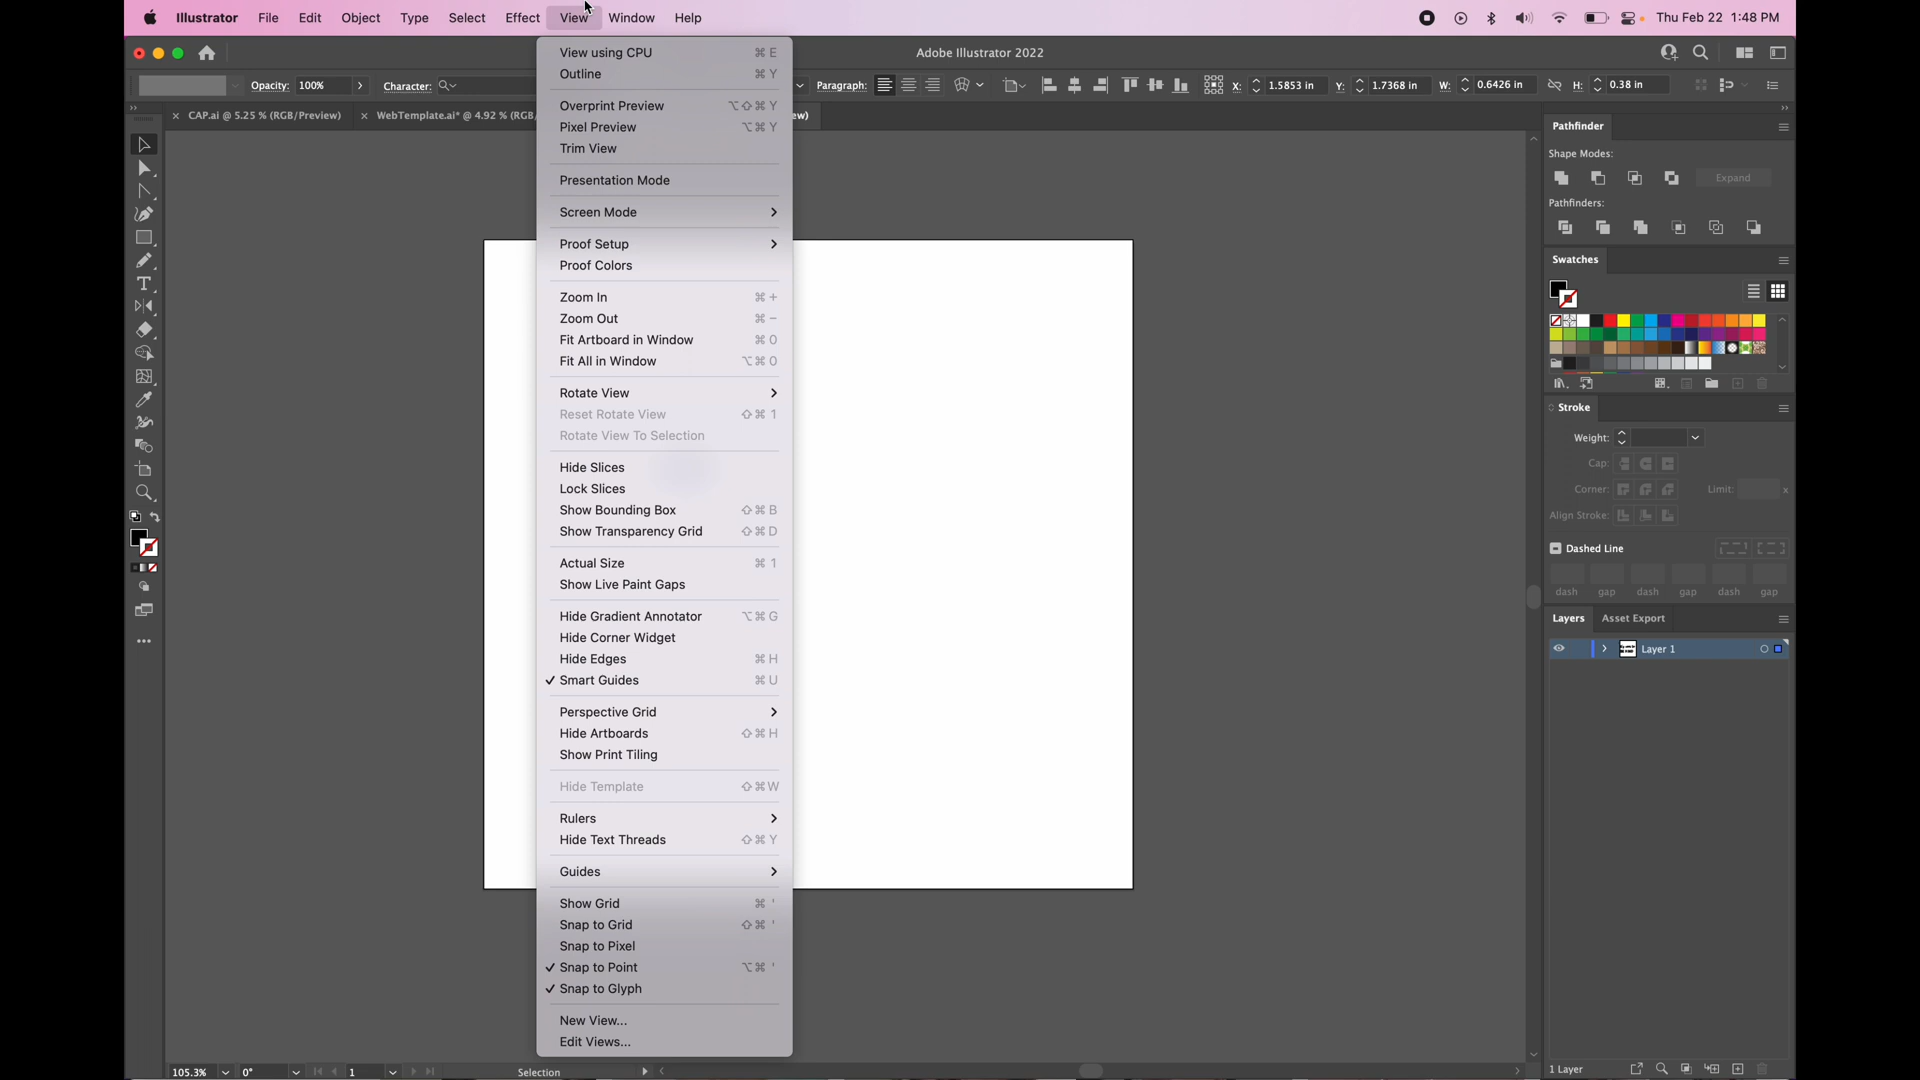 Illustrator File Edit Object Type Select Effect View Window Help Thu Feb 22 1:48 PM
Adobe Illustrator 2022
Opacity: 100% Character: Paragraph: X: 1.5853 in Y: 1.7368 in W: 0.6426 in H: 0.38 in
× CAP.ai @ 5.25 % (RGB/Preview) × WebTemplate.ai* @ 4.92 % (RGB/ ew)
View using CPU ⌘ E
Outline ⌘ Y
Overprint Preview ⌥⇧⌘ Y
Pixel Preview ⌥⌘ Y
Trim View
Presentation Mode
Screen Mode
Proof Setup
Proof Colors
Zoom In ⌘ +
Zoom Out ⌘ −
Fit Artboard in Window ⌘ 0
Fit All in Window ⌥⌘ 0
Rotate View
Reset Rotate View ⇧⌘ 1
Rotate View To Selection
Hide Slices
Lock Slices
Show Bounding Box ⇧⌘ B
Show Transparency Grid ⇧⌘ D
Actual Size ⌘ 1
Show Live Paint Gaps
Hide Gradient Annotator ⌥⌘ G
Hide Corner Widget
Hide Edges ⌘ H
✓ Smart Guides ⌘ U
Perspective Grid
Hide Artboards ⇧⌘ H
Show Print Tiling
Hide Template ⇧⌘ W
Rulers
Hide Text Threads ⇧⌘ Y
Guides
Show Grid ⌘ '
Snap to Grid ⇧⌘ '
Snap to Pixel
✓ Snap to Point ⌥⌘ '
✓ Snap to Glyph
New View...
Edit Views...
Pathfinder
Shape Modes:
Expand
Pathfinders:
Swatches
Stroke
Weight:
Cap:
Corner: Limit: x
Align Stroke:
Dashed Line
dash gap dash gap dash gap
Layers Asset Export
Layer 1
1 Layer
105.3% 0° 1 Selection